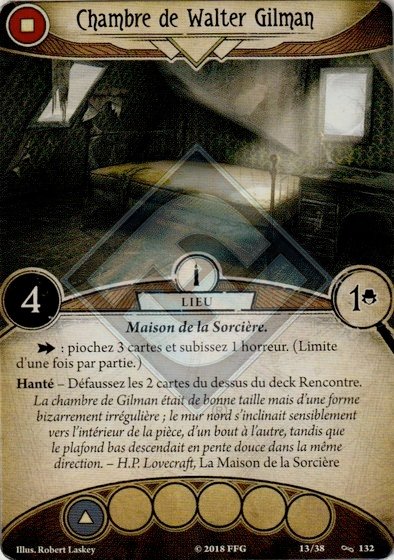 Chambre de Walter Gilman
4
LIEU
1
Maison de la Sorcière.
: piochez 3 cartes et subissez 1 horreur. (Limite
d'une fois par partie.)
Hanté – Défaussez les 2 cartes du dessus du deck Rencontre.
La chambre de Gilman était de bonne taille mais d'une forme
bizarrement irrégulière ; le mur nord s'inclinait sensiblement
vers l'intérieur de la pièce, d'un bout à l'autre, tandis que
le plafond bas descendait en pente douce dans la même
direction. – H.P. Lovecraft, La Maison de la Sorcière
Illus. Robert Laskey
© 2018 FFG
13/38
132